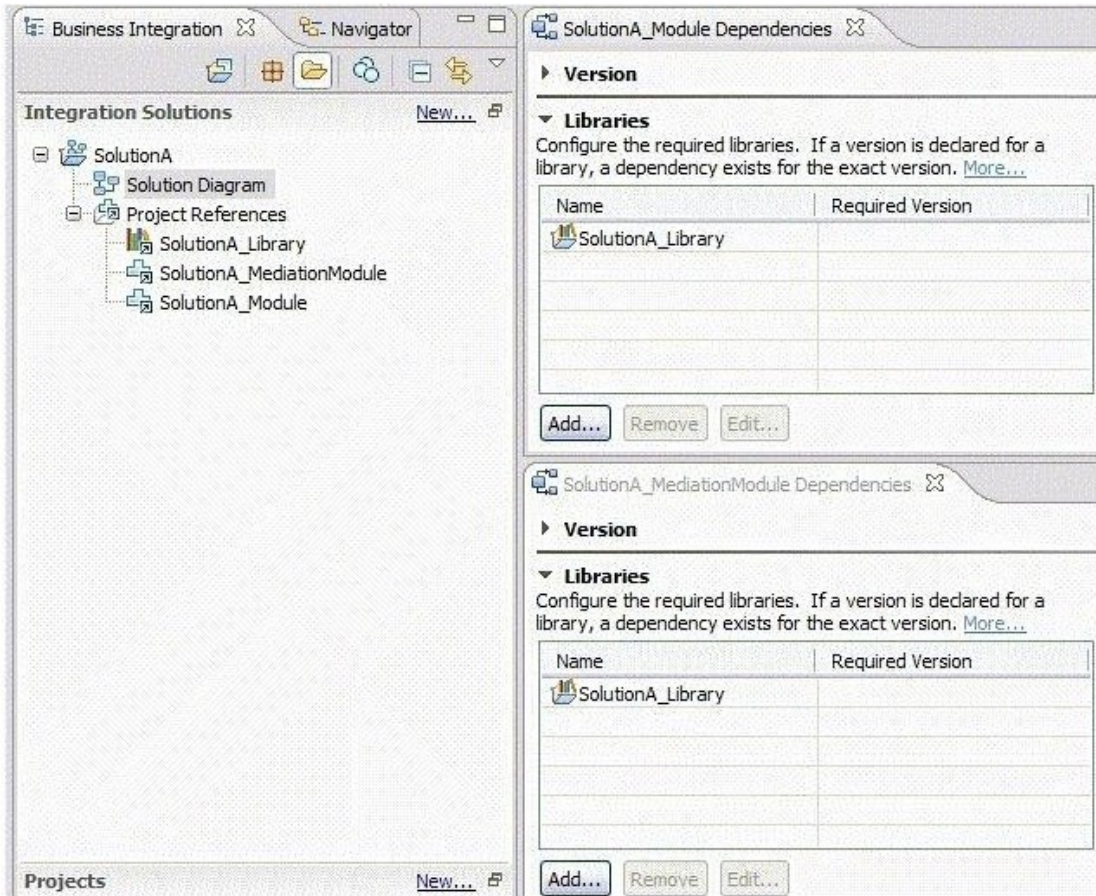 Business Integration
Navigator
Integration Solutions
New...
SolutionA
Solution Diagram
Project References
SolutionA_Library
SolutionA_MediationModule
SolutionA_Module
Projects
New...
SolutionA_Module Dependencies
Version
Libraries
Configure the required libraries. If a version is declared for a
library, a dependency exists for the exact version. More...
Name Required Version
SolutionA_Library
Add... Remove Edit...
SolutionA_MediationModule Dependencies
Version
Libraries
Configure the required libraries. If a version is declared for a
library, a dependency exists for the exact version. More...
Name Required Version
SolutionA_Library
Add... Remove Edit...